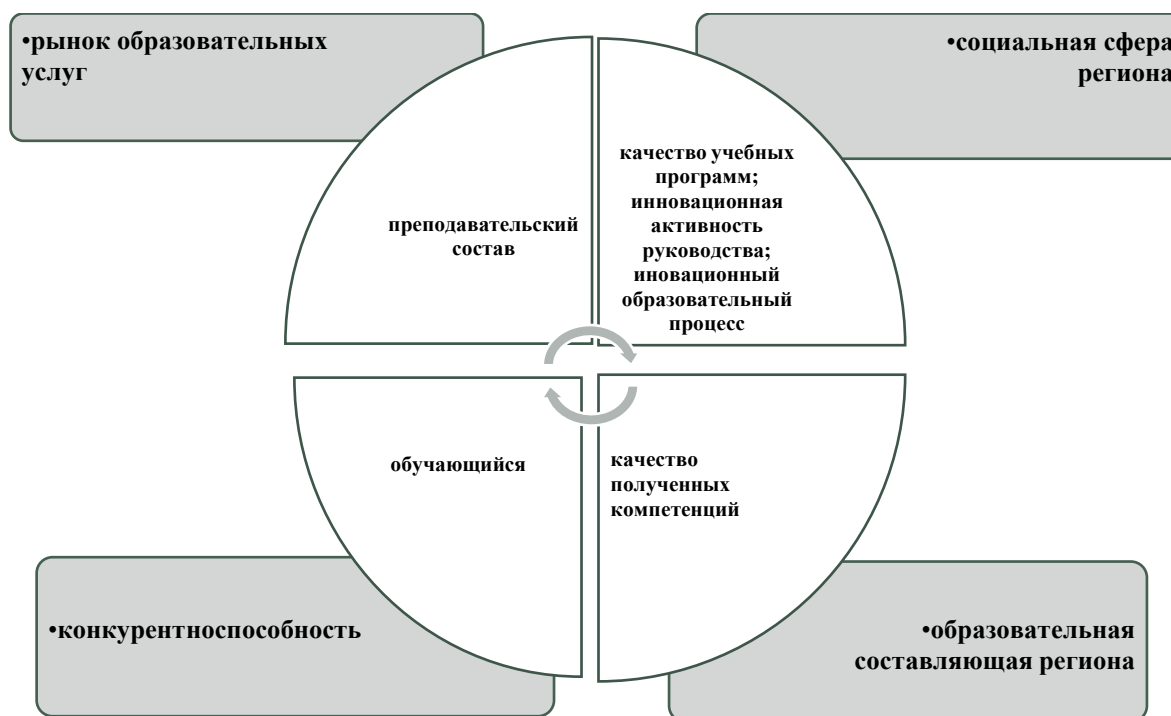 •рынок образовательных
услуг
•социальная сфера
региона
преподавательский
состав
качество учебных
программ;
инновационная
активность
руководства;
иновационный
образовательный
процесс
обучающийся
качество
полученных
компетенций
•конкурентноспособность
•образовательная
составляющая региона